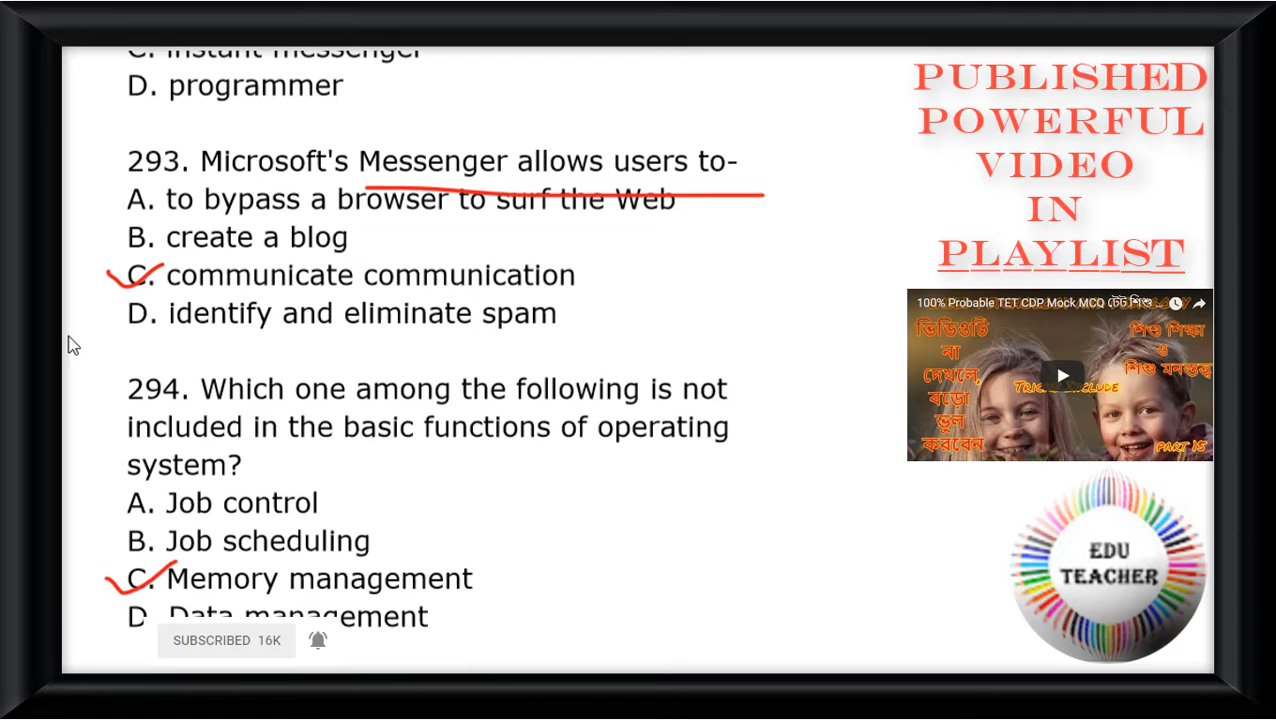 C. instant messenger
D. programmer
293. Microsoft's Messenger allows users to-
A. to bypass a browser to surf the Web
B. create a blog
C. communicate communication
D. identify and eliminate spam
294. Which one among the following is not
included in the basic functions of operating
system?
A. Job control
B. Job scheduling
C. Memory management
D. Data management
SUBSCRIBED 16K
PUBLISHED
POWERFUL
VIDEO
IN
PLAYLIST
100% Probable TET CDP Mock MCQ টেট শিশু ...
ভিডিওটি
না
দেখলে,
বড়ো
ভুল
করবেন
শিশু শিক্ষা
ও
শিশু মনস্তত্ত্ব
TRICKS INCLUDE
PART 15
EDU
TEACHER